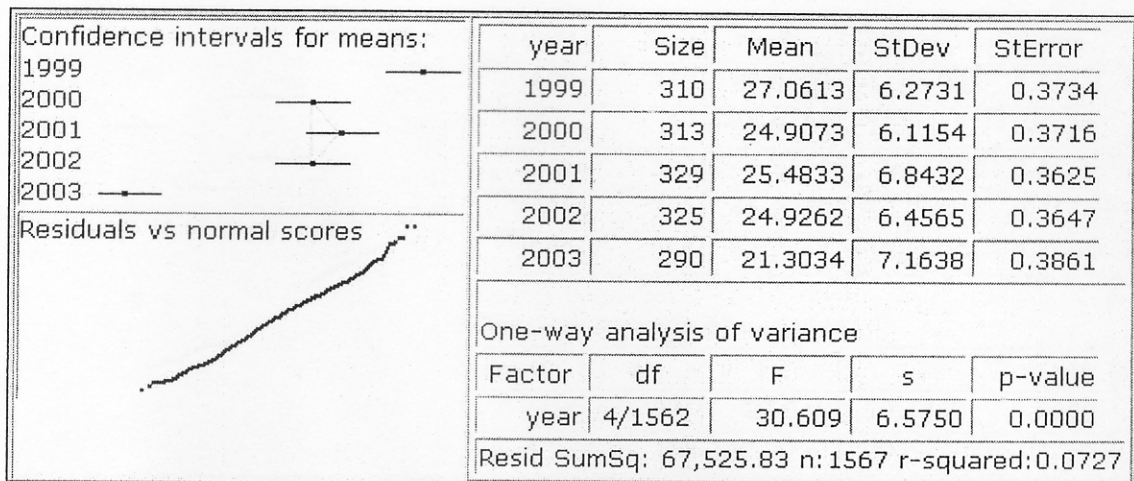 Confidence intervals for means:
1999
2000
2001
2002
2003
Residuals vs normal scores
year Size Mean StDev StError
1999 310 27.0613 6.2731 0.3734
2000 313 24.9073 6.1154 0.3716
2001 329 25.4833 6.8432 0.3625
2002 325 24.9262 6.4565 0.3647
2003 290 21.3034 7.1638 0.3861
One-way analysis of variance
Factor df F s p-value
year 4/1562 30.609 6.5750 0.0000
Resid SumSq: 67,525.83 n:1567 r-squared:0.0727